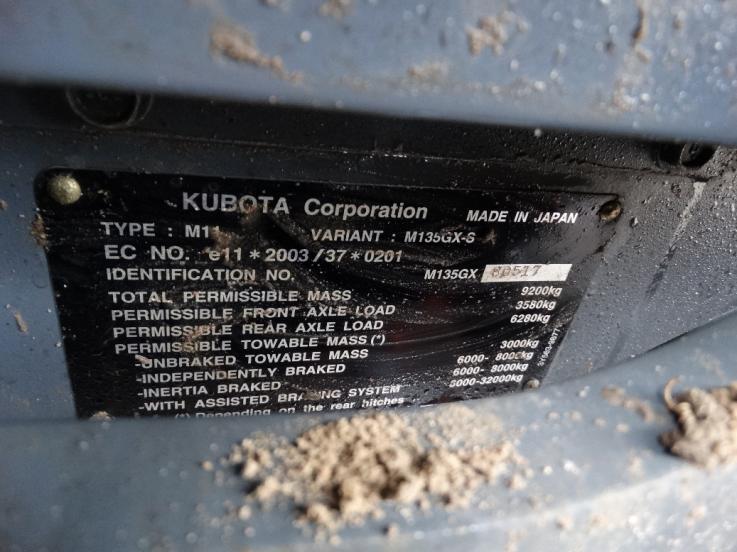 KUBOTA Corporation MADE IN JAPAN
TYPE : M11 VARIANT : M135GX-S
EC NO. e11*2003/37*0201
IDENTIFICATION NO. M135GX
TOTAL PERMISSIBLE MASS 9200kg
PERMISSIBLE FRONT AXLE LOAD 3580kg
PERMISSIBLE REAR AXLE LOAD 6280kg
PERMISSIBLE TOWABLE MASS(*)
-UNBRAKED TOWABLE MASS 3000kg
-INDEPENDENTLY BRAKED 6000- 8000kg
-INERTIA BRAKED 6000- 8000kg
-WITH ASSISTED BRAKING SYSTEM 3000-32000kg
(*) Depending on the rear hitches